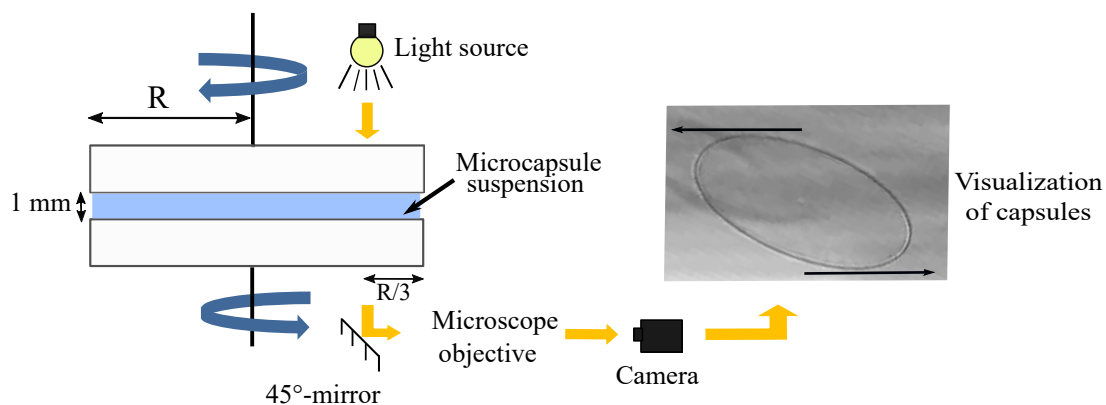 Light source
R
Microcapsule
suspension
1 mm
Visualization
of capsules
R/3
Microscope
objective
Camera
45°-mirror